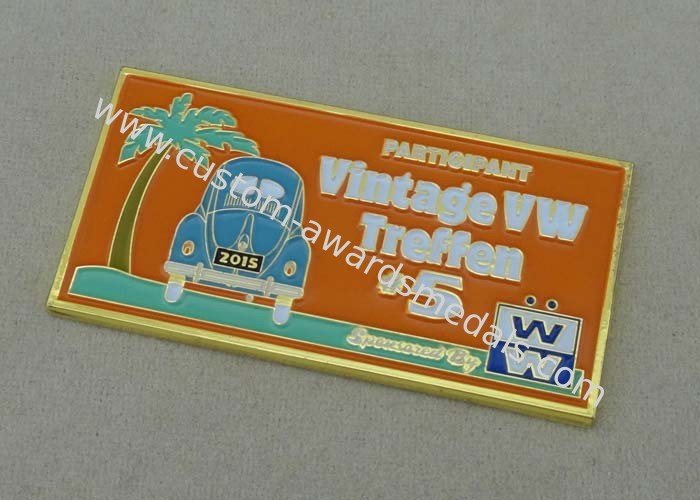 PARTICIPANT
Vintage VW
Treffen
#5
2015
Sponsored By
W
W
www.custom-awardsmedals.com